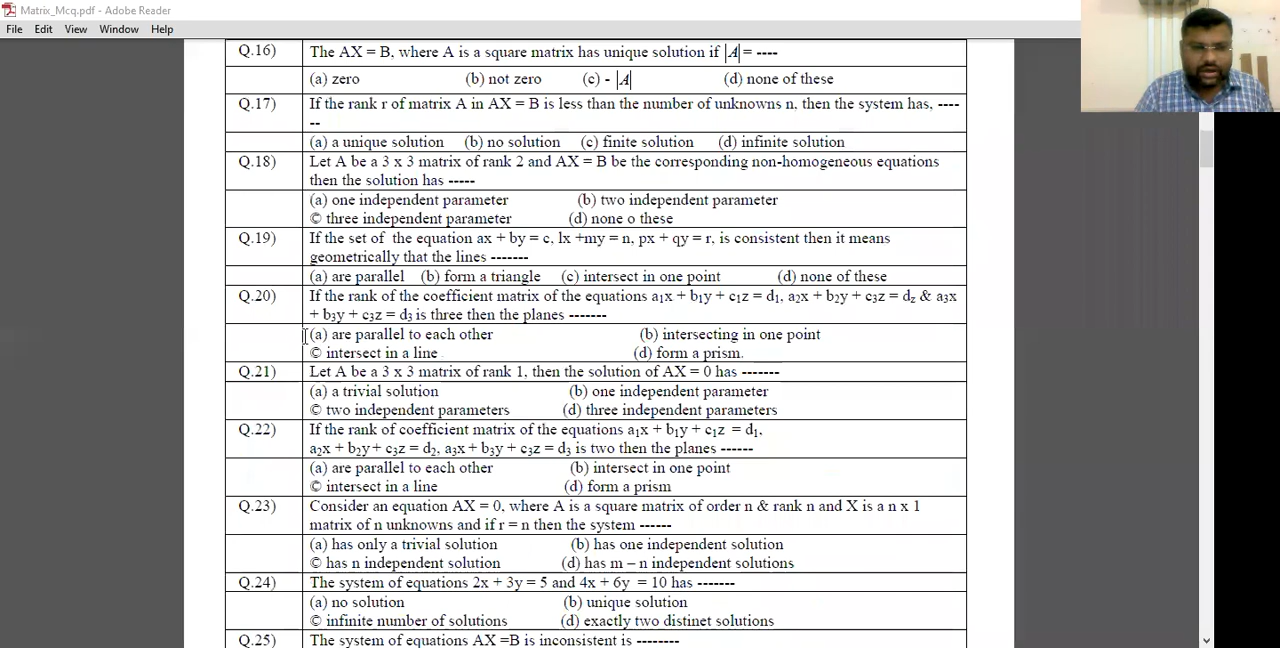 Matrix_Mcq.pdf - Adobe Reader
File Edit View Window Help
Q.16) The AX = B, where A is a square matrix has unique solution if |A| = ----
(a) zero (b) not zero (c) - |A| (d) none of these
Q.17) If the rank r of matrix A in AX = B is less than the number of unknowns n, then the system has, ----
--
(a) a unique solution (b) no solution (c) finite solution (d) infinite solution
Q.18) Let A be a 3 x 3 matrix of rank 2 and AX = B be the corresponding non-homogeneous equations
then the solution has -----
(a) one independent parameter (b) two independent parameter
© three independent parameter (d) none o these
Q.19) If the set of the equation ax + by = c, lx +my = n, px + qy = r, is consistent then it means
geometrically that the lines -------
(a) are parallel (b) form a triangle (c) intersect in one point (d) none of these
Q.20) If the rank of the coefficient matrix of the equations a₁x + b₁y + c₁z = d₁, a₂x + b₂y + c₃z = d_z & a₃x
+ b₃y + c₃z = d₃ is three then the planes -------
(a) are parallel to each other (b) intersecting in one point
© intersect in a line (d) form a prism.
Q.21) Let A be a 3 x 3 matrix of rank 1, then the solution of AX = 0 has -------
(a) a trivial solution (b) one independent parameter
© two independent parameters (d) three independent parameters
Q.22) If the rank of coefficient matrix of the equations a₁x + b₁y + c₁z = d₁,
a₂x + b₂y + c₃z = d₂, a₃x + b₃y + c₃z = d₃ is two then the planes ------
(a) are parallel to each other (b) intersect in one point
© intersect in a line (d) form a prism
Q.23) Consider an equation AX = 0, where A is a square matrix of order n & rank n and X is a n x 1
matrix of n unknowns and if r = n then the system ------
(a) has only a trivial solution (b) has one independent solution
© has n independent solution (d) has m – n independent solutions
Q.24) The system of equations 2x + 3y = 5 and 4x + 6y = 10 has -------
(a) no solution (b) unique solution
© infinite number of solutions (d) exactly two distinct solutions
Q.25) The system of equations AX =B is inconsistent is --------